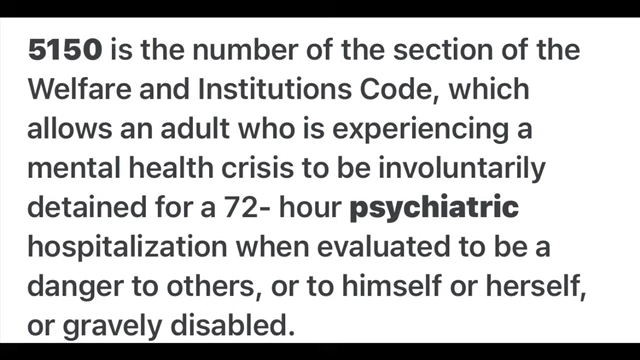 5150 is the number of the section of the
Welfare and Institutions Code, which
allows an adult who is experiencing a
mental health crisis to be involuntarily
detained for a 72- hour psychiatric
hospitalization when evaluated to be a
danger to others, or to himself or herself,
or gravely disabled.